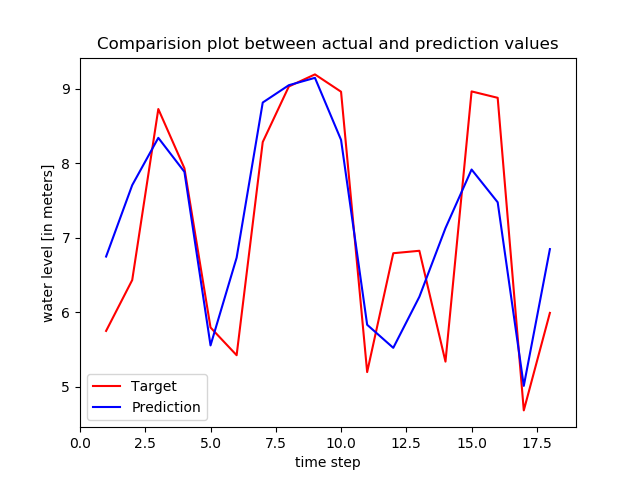 Comparision plot between actual and prediction values
water level [in meters]
9
8
7
6
5
Target
Prediction
0.0 2.5 5.0 7.5 10.0 12.5 15.0 17.5
time step